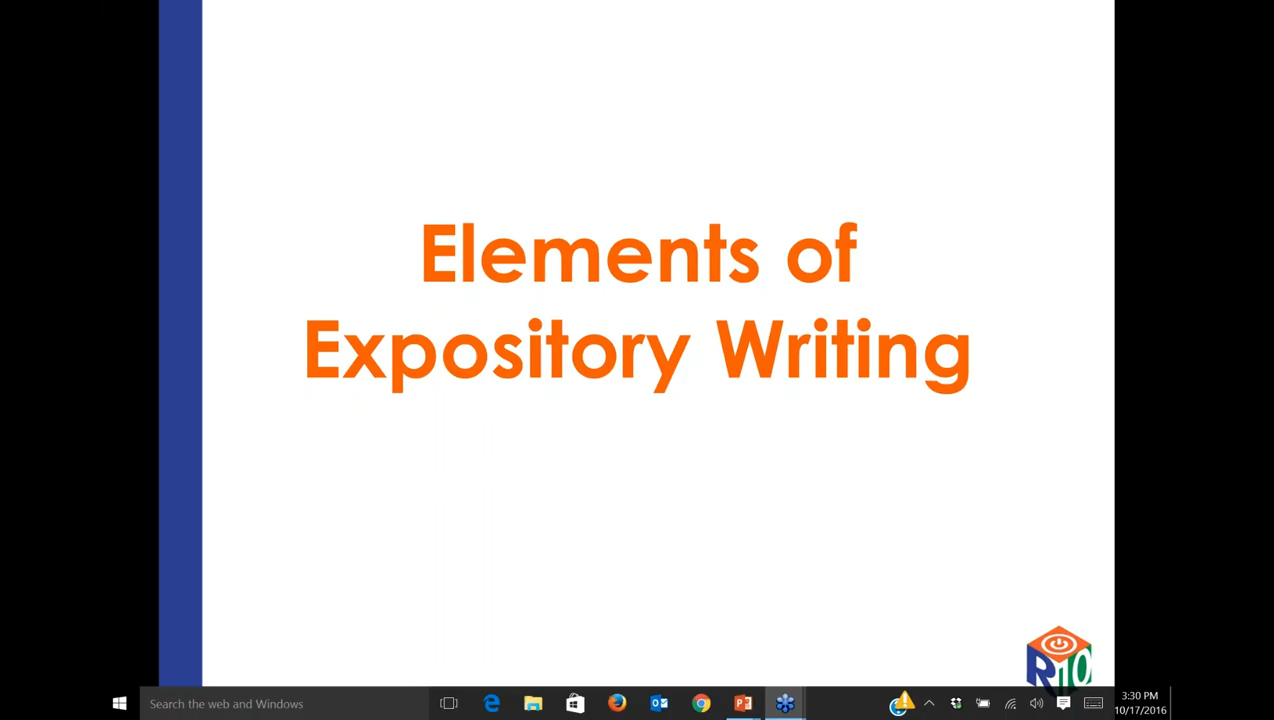 Elements of
Expository Writing
R10
Search the web and Windows
3:30 PM
10/17/2016